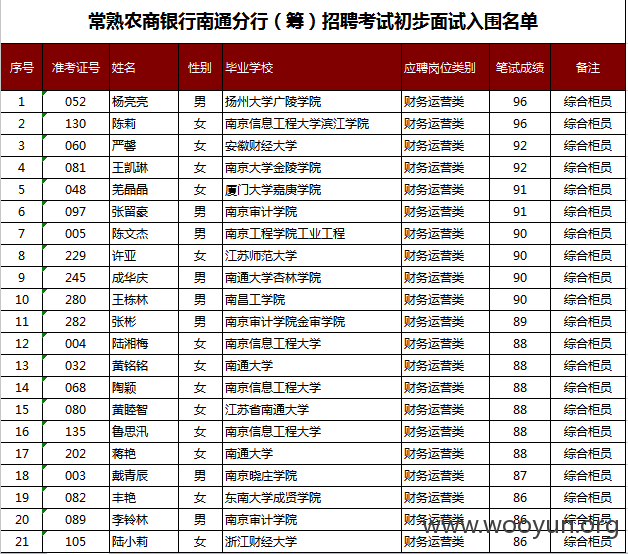 常熟农商银行南通分行（筹）招聘考试初步面试入围名单
序号 准考证号 姓名 性别 毕业学校 应聘岗位类别 笔试成绩 备注
1 052 杨亮亮 男 扬州大学广陵学院 财务运营类 96 综合柜员
2 130 陈莉 女 南京信息工程大学滨江学院 财务运营类 96 综合柜员
3 060 严馨 女 安徽财经大学 财务运营类 92 综合柜员
4 081 王凯琳 女 南京大学金陵学院 财务运营类 92 综合柜员
5 048 羌晶晶 女 厦门大学嘉庚学院 财务运营类 91 综合柜员
6 097 张留豪 男 南京审计学院 财务运营类 91 综合柜员
7 005 陈文杰 男 南京工程学院工业工程 财务运营类 90 综合柜员
8 229 许亚 女 江苏师范大学 财务运营类 90 综合柜员
9 245 成华庆 男 南通大学杏林学院 财务运营类 90 综合柜员
10 280 王栋林 男 南昌工学院 财务运营类 90 综合柜员
11 282 张彬 男 南京审计学院金审学院 财务运营类 89 综合柜员
12 004 陆湘梅 女 南京信息工程大学 财务运营类 88 综合柜员
13 032 黄铭铭 女 南通大学 财务运营类 88 综合柜员
14 068 陶颖 女 南京信息工程大学 财务运营类 88 综合柜员
15 080 黄睦智 女 江苏省南通大学 财务运营类 88 综合柜员
16 135 鲁思汛 女 南京信息工程大学 财务运营类 88 综合柜员
17 202 蒋艳 女 南通大学 财务运营类 88 综合柜员
18 003 戴青辰 男 南京晓庄学院 财务运营类 87 综合柜员
19 082 丰艳 女 东南大学成贤学院 财务运营类 86 综合柜员
20 089 李铃林 男 南京审计学院 财务运营类 86 综合柜员
21 105 陆小莉 女 浙江财经大学 财务运营类 86 综合柜员
www.wooyun.org